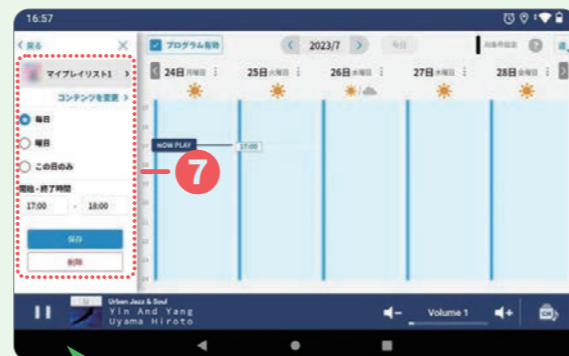 16:57
< 戻る ×
プログラム有効
< 2023/7 >
今日
マイプレイリスト1 >
コンテンツを変更 >
毎日
曜日
この日のみ
開始・終了時間
17:00 - 18:00
保存
削除
24日 月曜日
25日 火曜日
26日 水曜日
27日 木曜日
28日 金曜日
NOW PLAY
17:00
7
Urban Jazz & Soul
Yin And Yang
Uyama Hiroto
Volume 1